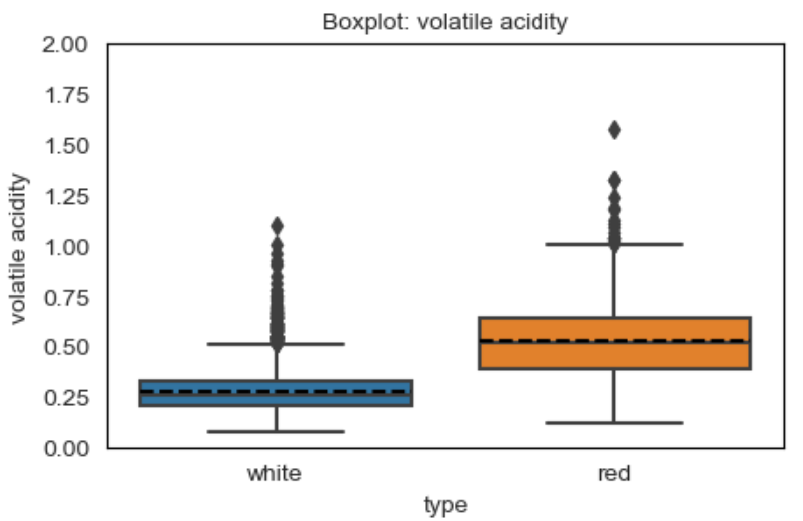 Boxplot: volatile acidity
2.00
1.75
1.50
1.25
1.00
0.75
0.50
0.25
0.00
volatile acidity
white
red
type